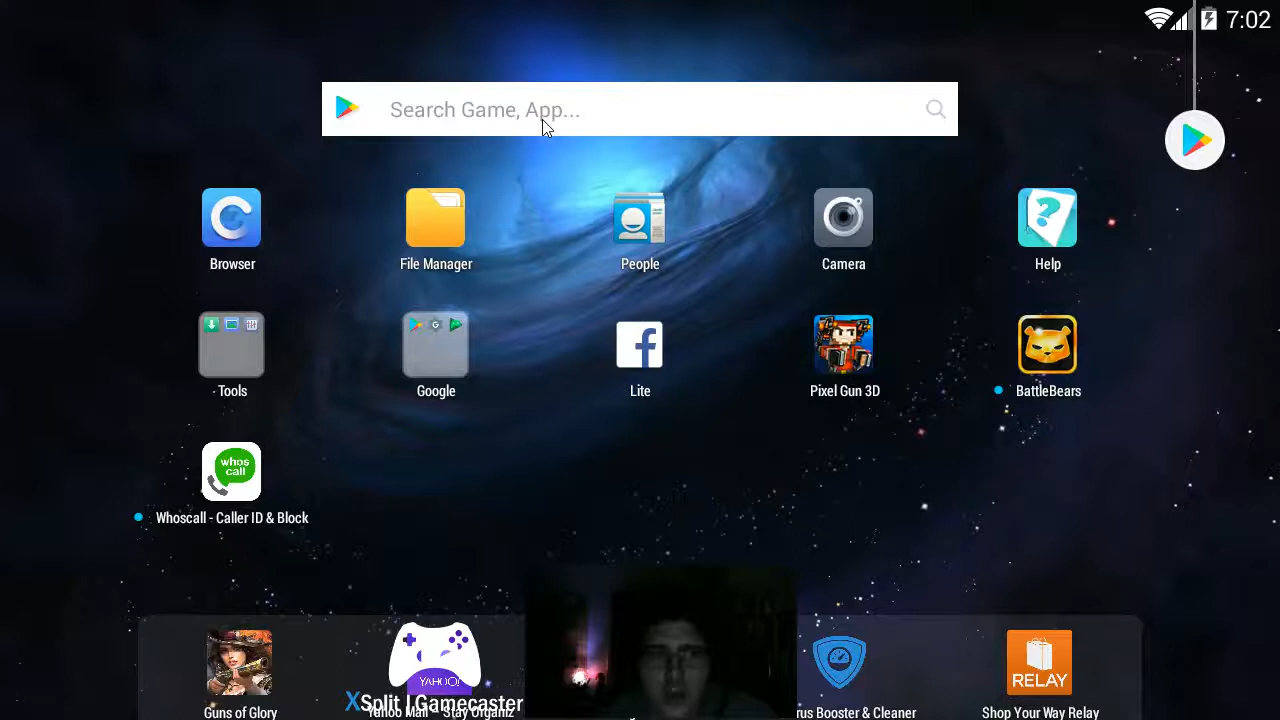 7:02
Search Game, App...
Browser
File Manager
People
Camera
Help
Tools
Google
Lite
Pixel Gun 3D
BattleBears
whos
call
Whoscall - Caller ID & Block
YAHOO!
RELAY
XSplit | Gamecaster
Guns of Glory
Yahoo Mail - Stay Organiz
rus Booster & Cleaner
Shop Your Way Relay